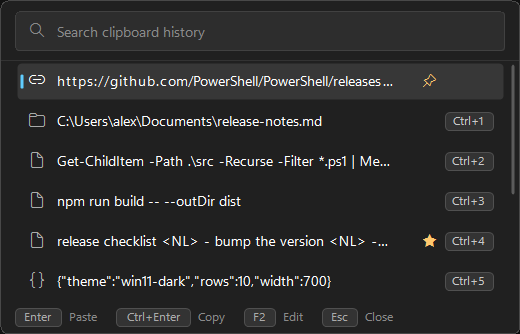 Search clipboard history
https://github.com/PowerShell/PowerShell/releases...
C:\Users\alex\Documents\release-notes.md Ctrl+1
Get-ChildItem -Path .\src -Recurse -Filter *.ps1 | Me... Ctrl+2
npm run build -- --outDir dist Ctrl+3
release checklist <NL> - bump the version <NL> -... Ctrl+4
{"theme":"win11-dark","rows":10,"width":700} Ctrl+5
Enter Paste Ctrl+Enter Copy F2 Edit Esc Close